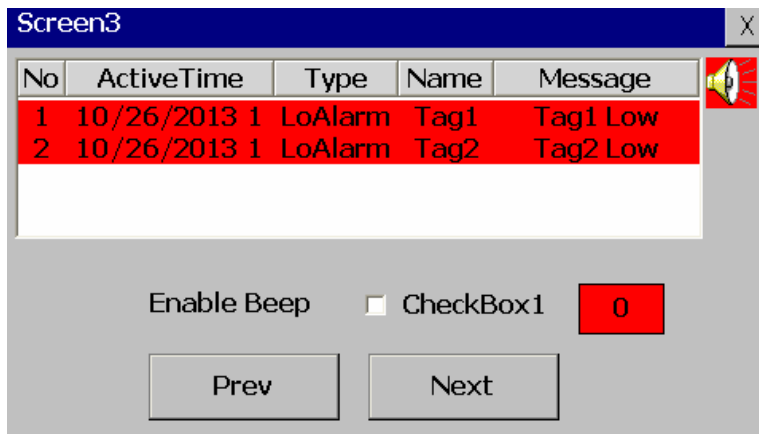 Screen3 X
No ActiveTime Type Name Message
1 10/26/2013 1 LoAlarm Tag1 Tag1 Low
2 10/26/2013 1 LoAlarm Tag2 Tag2 Low
Enable Beep CheckBox1 0
Prev Next